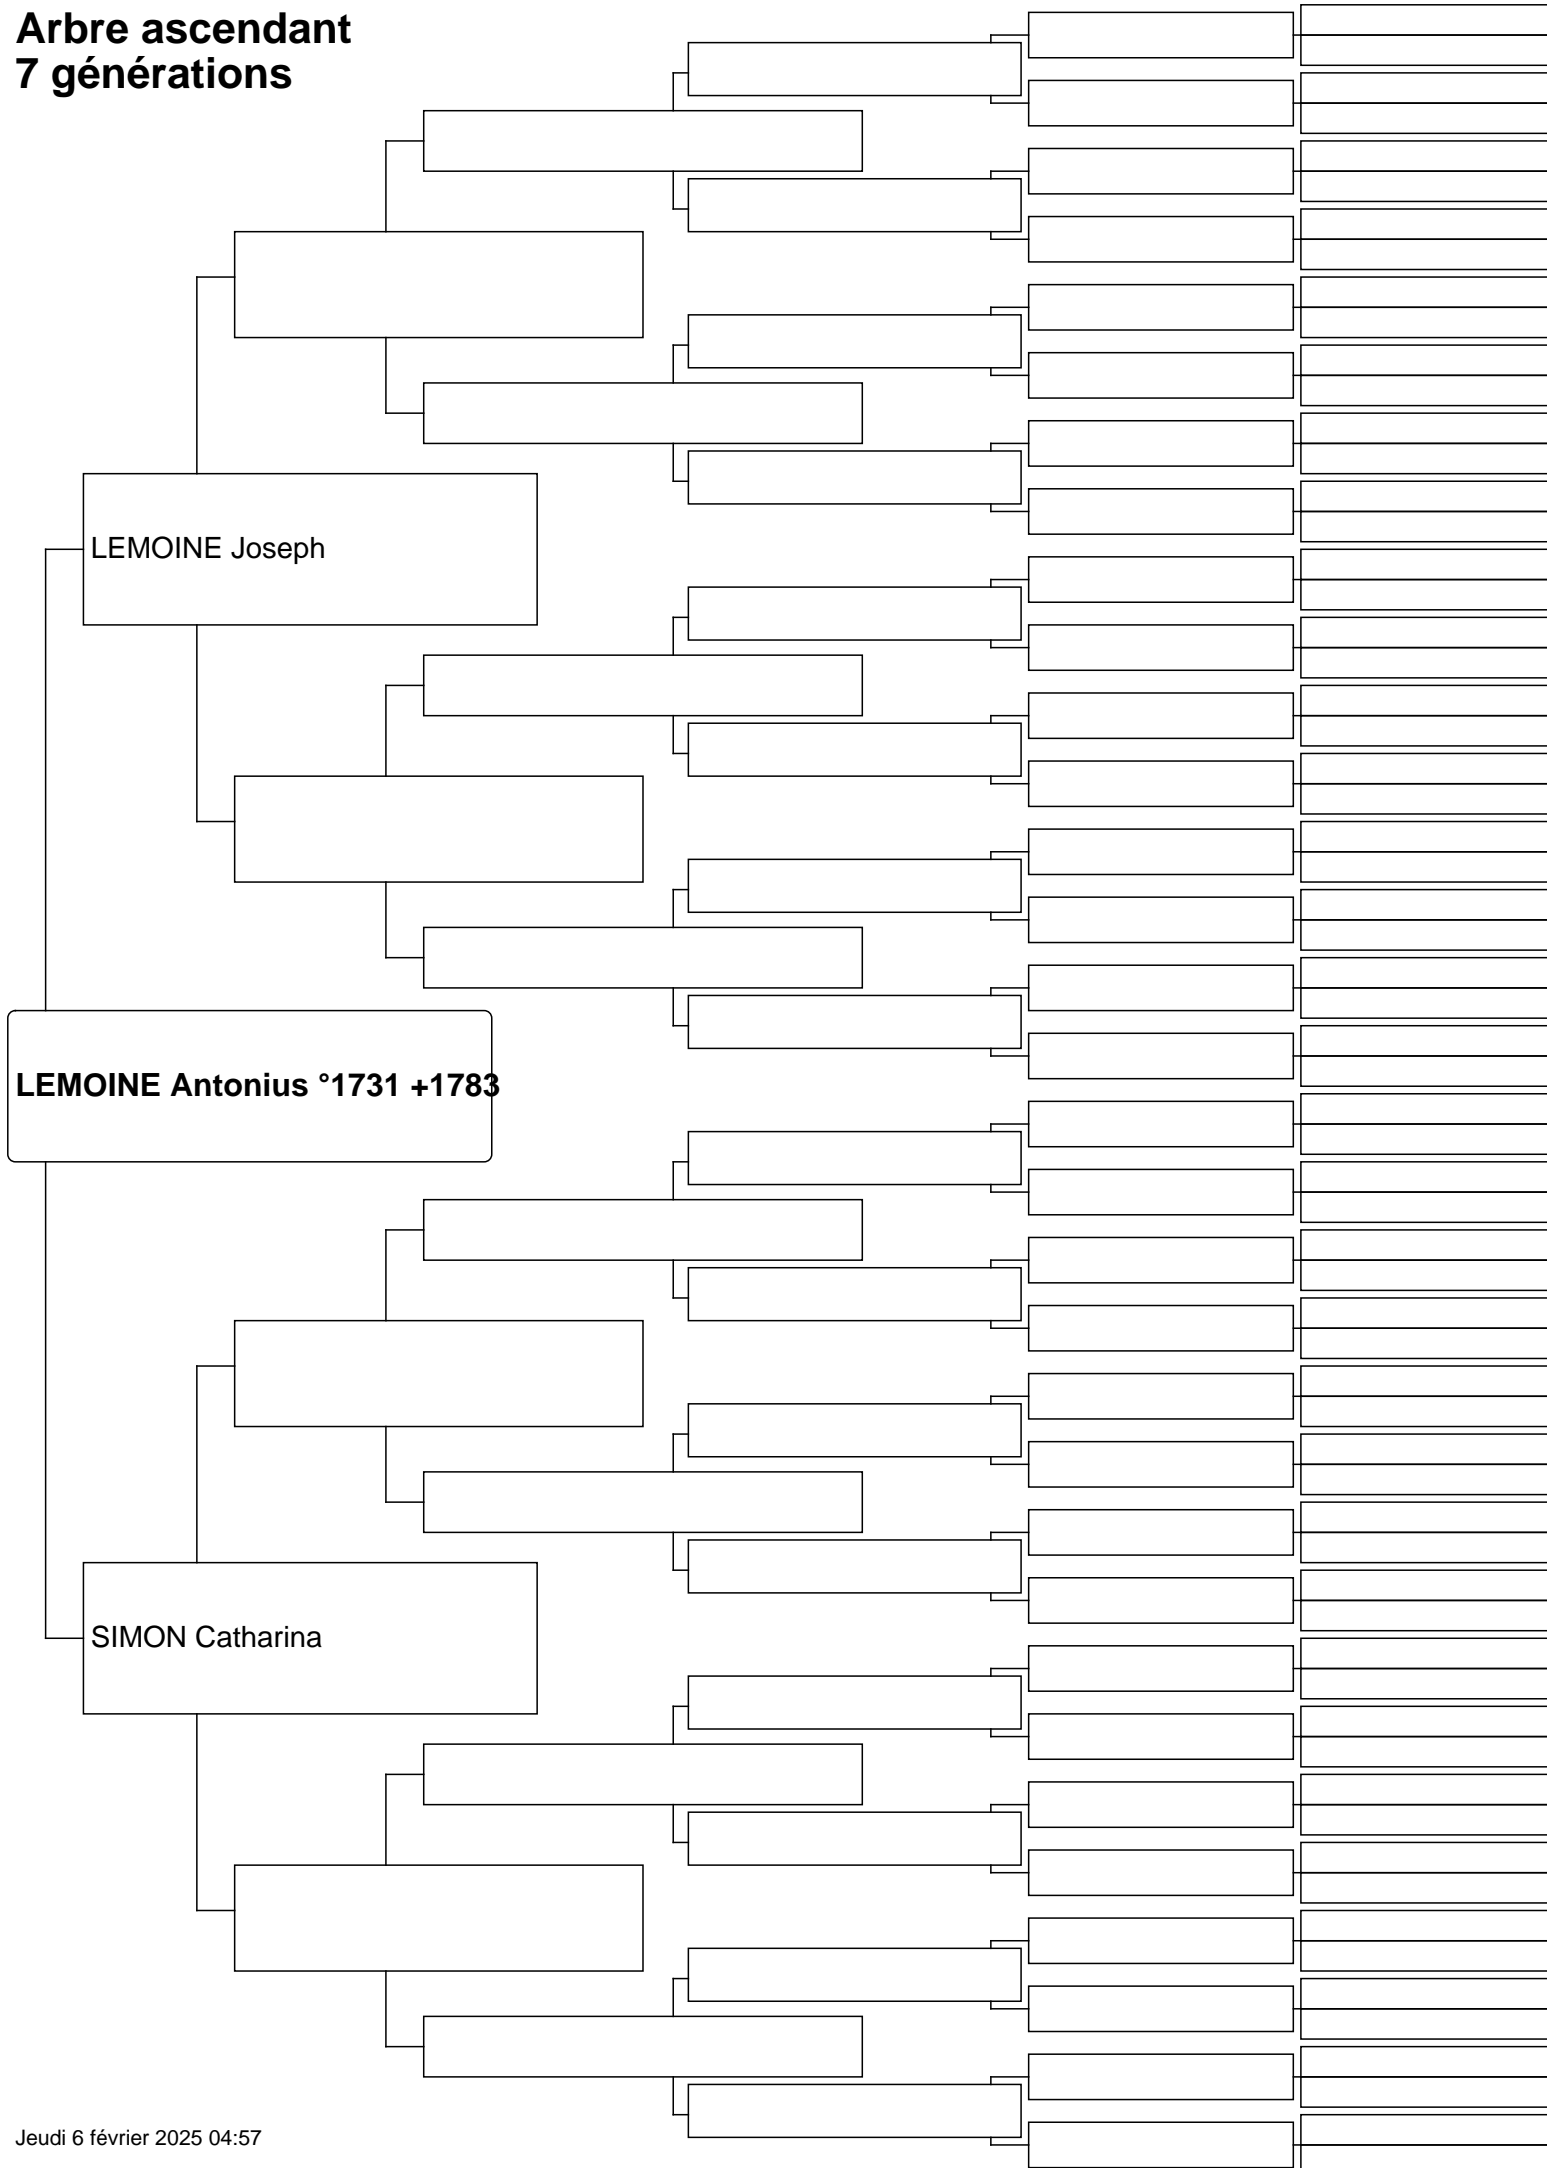 Arbre ascendant
7 générations
LEMOINE Joseph
LEMOINE Antonius °1731 +1783
SIMON Catharina
Jeudi 6 février 2025 04:57